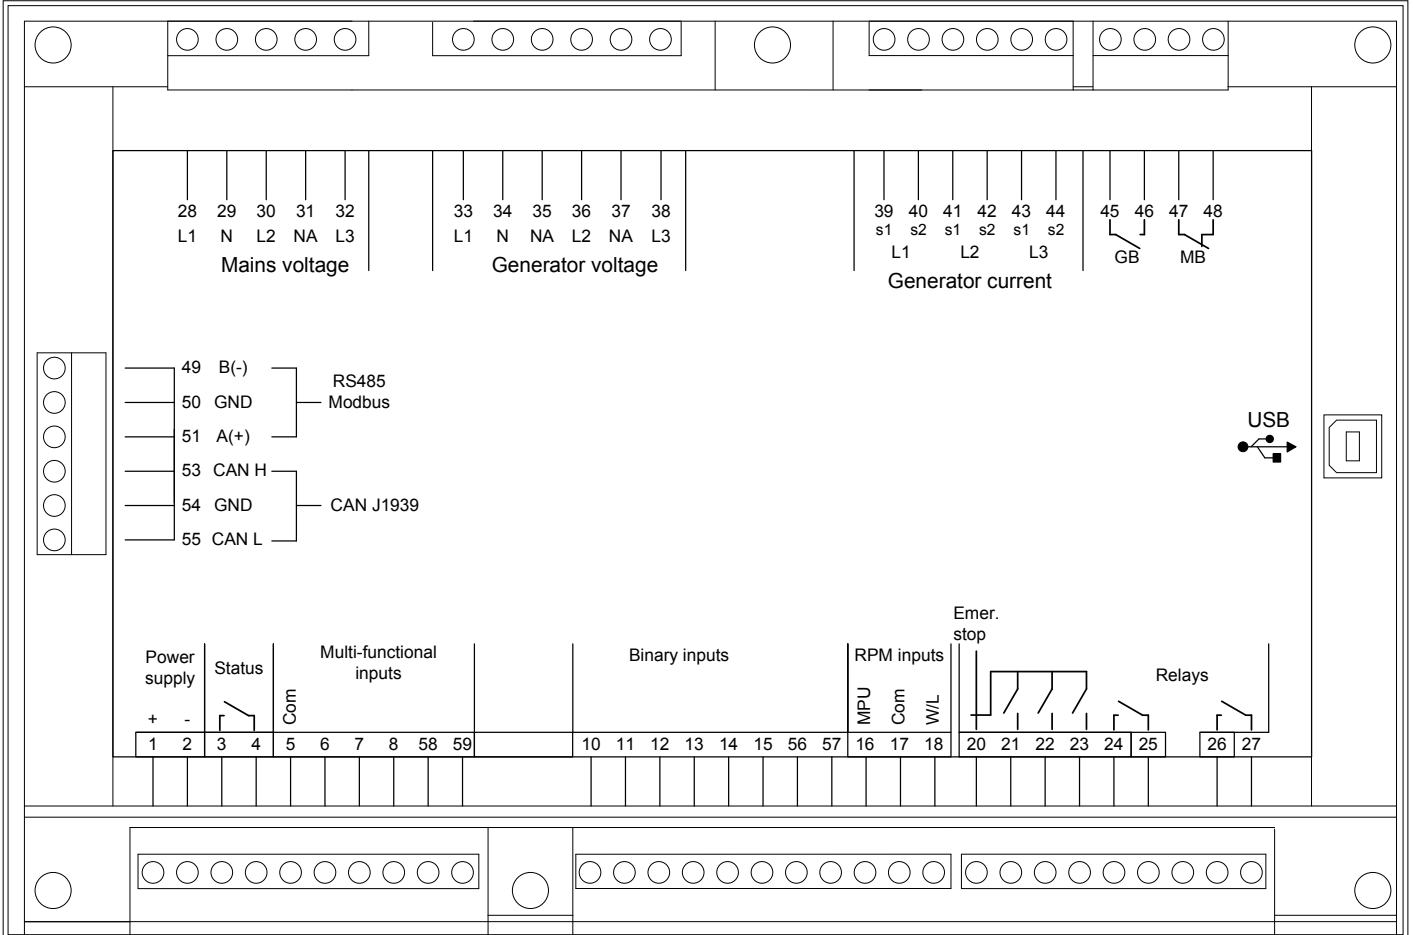 28 29 30 31 32
L1 N L2 NA L3
Mains voltage
33 34 35 36 37 38
L1 N NA L2 NA L3
Generator voltage
39 40 41 42 43 44
s1 s2 s1 s2 s1 s2
L1 L2 L3
Generator current
45 46 47 48
GB MB
49 B(-)
50 GND
51 A(+)
RS485
Modbus
53 CAN H
54 GND
55 CAN L
CAN J1939
USB
Power
supply
+ -
Status
Multi-functional
inputs
Com
Binary inputs
RPM inputs
MPU Com W/L
Emer.
stop
Relays
1 2 3 4 5 6 7 8 58 59 10 11 12 13 14 15 56 57 16 17 18 20 21 22 23 24 25 26 27